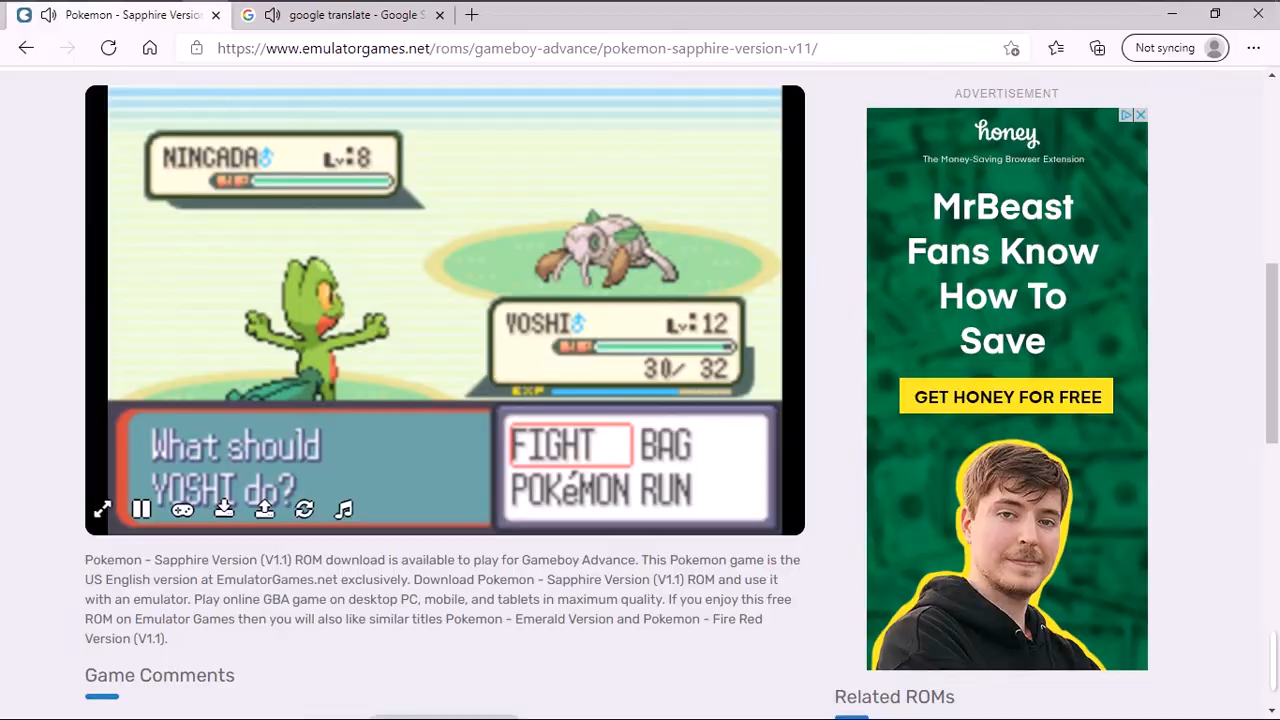 Pokemon - Sapphire Versio
google translate - Google S
https://www.emulatorgames.net/roms/gameboy-advance/pokemon-sapphire-version-v11/
Not syncing
NINCADA♂ Lv:8
YOSHI♂ Lv:12
30/ 32
EXP
What should
YOSHI do?
FIGHT BAG
POKéMON RUN
ADVERTISEMENT
honey
The Money-Saving Browser Extension
MrBeast
Fans Know
How To
Save
GET HONEY FOR FREE
Pokemon - Sapphire Version (V1.1) ROM download is available to play for Gameboy Advance. This Pokemon game is the
US English version at EmulatorGames.net exclusively. Download Pokemon - Sapphire Version (V1.1) ROM and use it
with an emulator. Play online GBA game on desktop PC, mobile, and tablets in maximum quality. If you enjoy this free
ROM on Emulator Games then you will also like similar titles Pokemon - Emerald Version and Pokemon - Fire Red
Version (V1.1).
Game Comments
Related ROMs